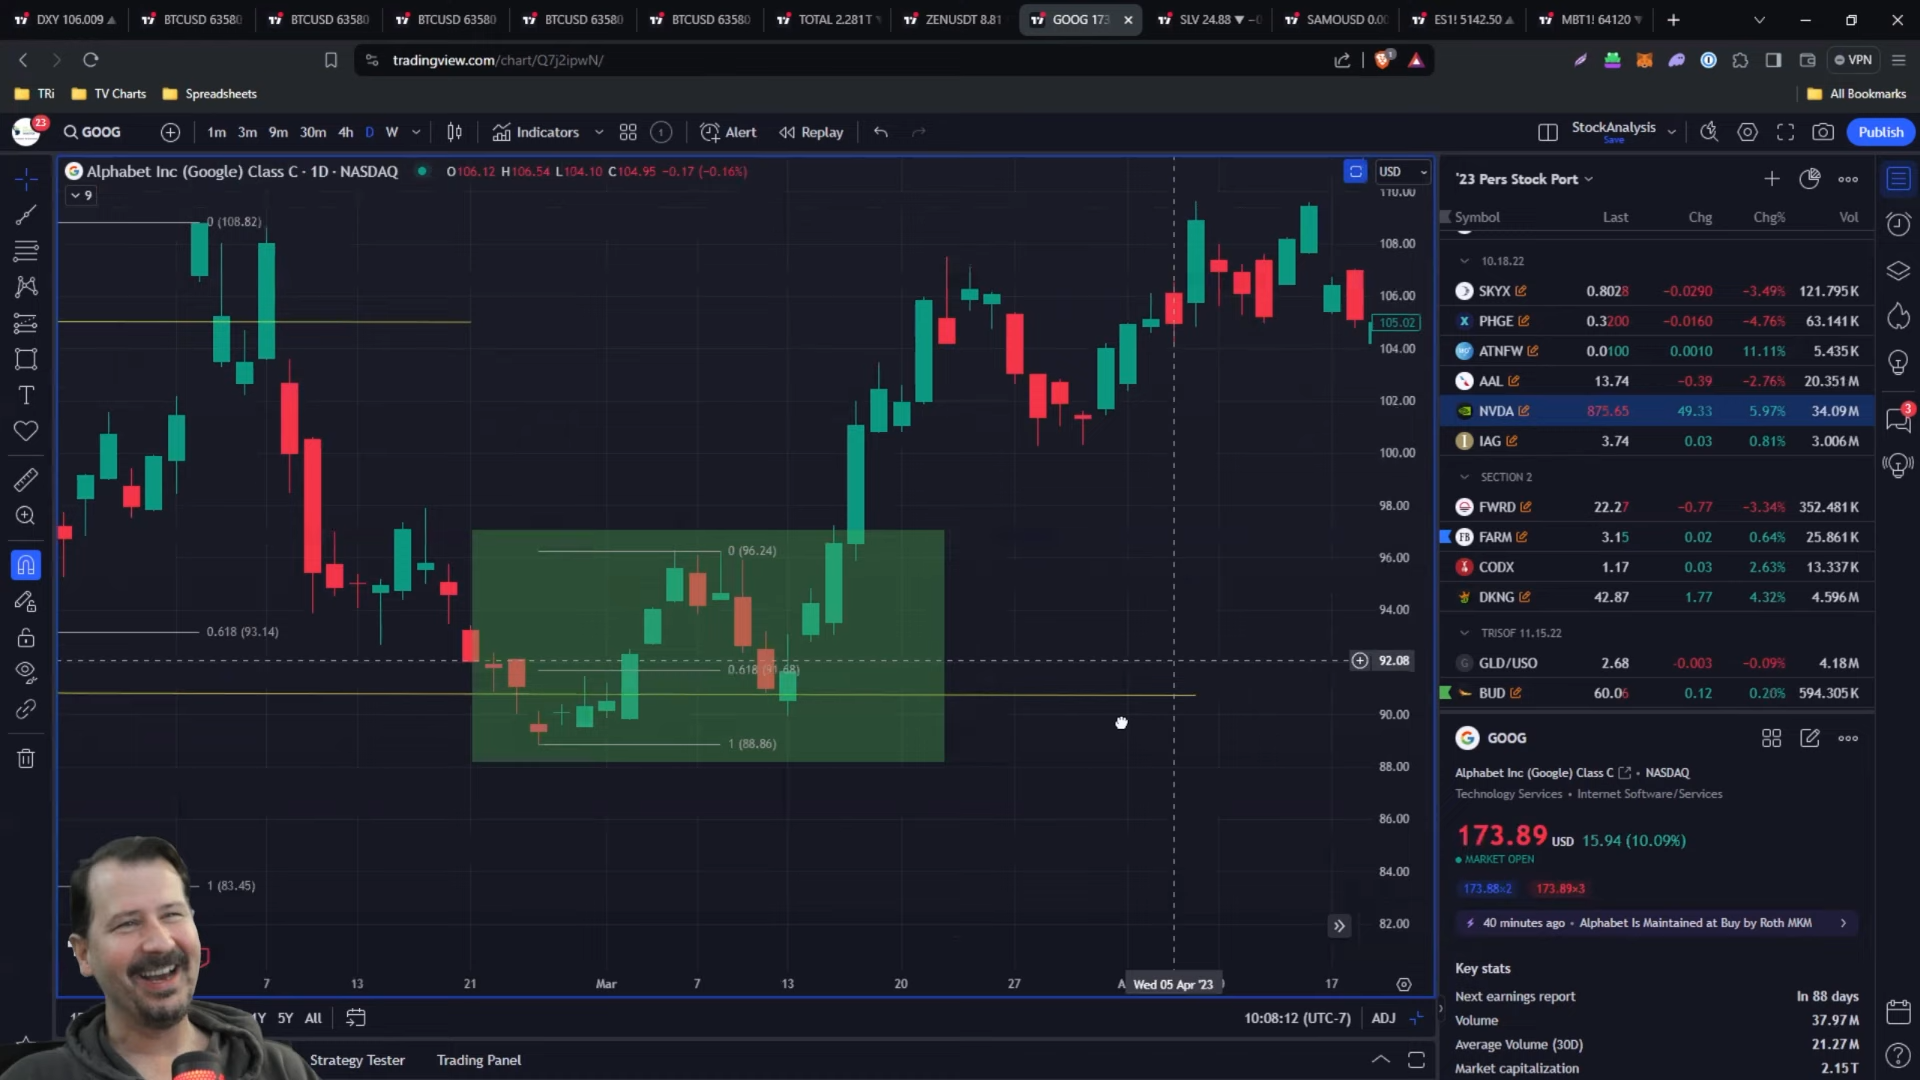 DXY 106.009
BTCUSD 63580
BTCUSD 63580
BTCUSD 63580
BTCUSD 63580
BTCUSD 63580
TOTAL 2.281T
ZENUSDT 8.81
GOOG 173
SLV 24.88
SAMOUSD 0.00
ES1! 5142.50
MBT1! 64120
tradingview.com/chart/Q7j2ipwN/
1
VPN
TRi
TV Charts
Spreadsheets
All Bookmarks
23
GOOG
1m 3m 9m 30m 4h D W
Indicators
1
Alert
Replay
StockAnalysis
Save
Publish
Alphabet Inc (Google) Class C · 1D · NASDAQ
O106.12 H106.54 L104.10 C104.95 −0.17 (−0.16%)
9
USD
110.00
108.00
106.00
105.02
104.00
102.00
100.00
98.00
96.00
94.00
92.08
90.00
88.00
86.00
84.00
82.00
0 (108.82)
0.618 (93.14)
1 (83.45)
0 (96.24)
0.618 (91.68)
1 (88.86)
7 13 21 Mar 7 13 20 27
Wed 05 Apr '23
17
5Y All
10:08:12 (UTC-7)
ADJ
Strategy Tester
Trading Panel
'23 Pers Stock Port
Symbol Last Chg Chg% Vol
10.18.22
SKYX 0.8028 −0.0290 −3.49% 121.795K
PHGE 0.3200 −0.0160 −4.76% 63.141K
ATNFW 0.0100 0.0010 11.11% 5.435K
AAL 13.74 −0.39 −2.76% 20.351M
NVDA 875.65 49.33 5.97% 34.09M
IAG 3.74 0.03 0.81% 3.006M
SECTION 2
FWRD 22.27 −0.77 −3.34% 352.481K
FARM 3.15 0.02 0.64% 25.861K
CODX 1.17 0.03 2.63% 13.337K
DKNG 42.87 1.77 4.32% 4.596M
TRISOF 11.15.22
GLD/USO 2.68 −0.003 −0.09% 4.18M
BUD 60.06 0.12 0.20% 594.305K
3
GOOG
Alphabet Inc (Google) Class C • NASDAQ
Technology Services • Internet Software/Services
173.89 USD 15.94 (10.09%)
MARKET OPEN
173.88×2 173.89×3
40 minutes ago • Alphabet Is Maintained at Buy by Roth MKM
Key stats
Next earnings report In 88 days
Volume 37.97M
Average Volume (30D) 21.27M
Market capitalization 2.15T